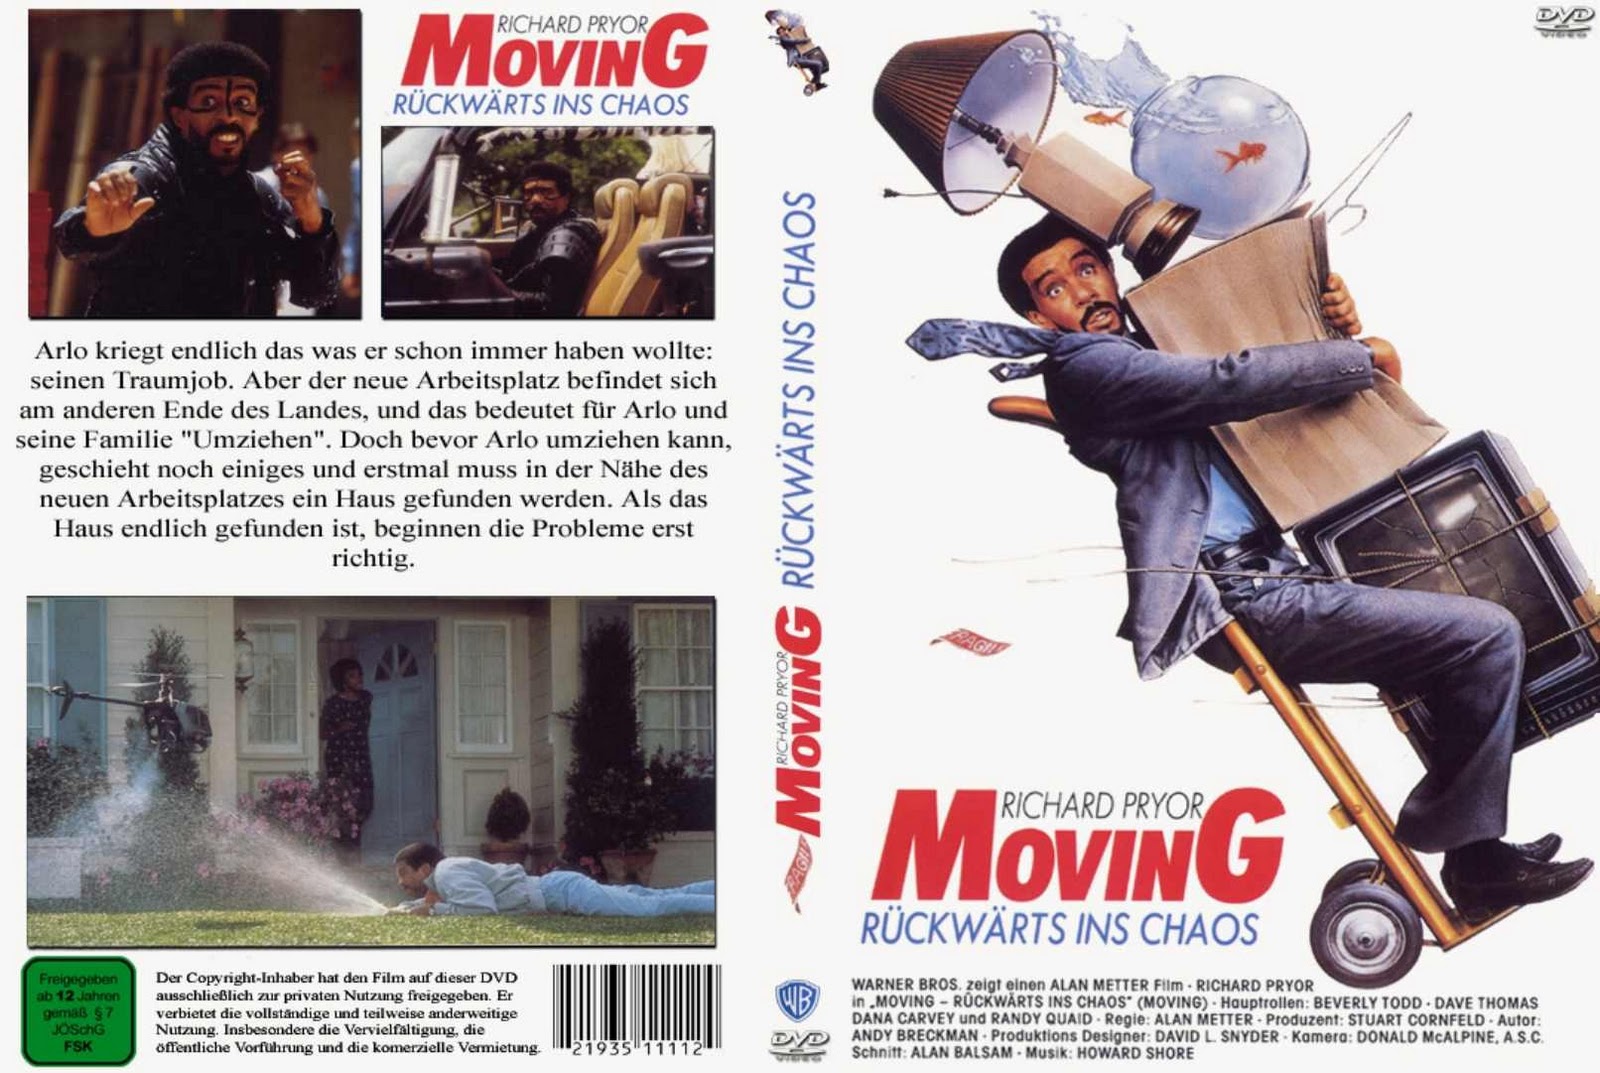 RICHARD PRYOR
MOVING
RÜCKWÄRTS INS CHAOS
Arlo kriegt endlich das was er schon immer haben wollte:
seinen Traumjob. Aber der neue Arbeitsplatz befindet sich
am anderen Ende des Landes, und das bedeutet für Arlo und
seine Familie "Umziehen". Doch bevor Arlo umziehen kann,
geschieht noch einiges und erstmal muss in der Nähe des
neuen Arbeitsplatzes ein Haus gefunden werden. Als das
Haus endlich gefunden ist, beginnen die Probleme erst
richtig.
Freigegeben
ab 12 Jahren
gemäß § 7
JÖSchG
FSK
Der Copyright-Inhaber hat den Film auf dieser DVD
ausschließlich zur privaten Nutzung freigegeben. Er
verbietet die vollständige und teilweise anderweitige
Nutzung. Insbesondere die Vervielfältigung, die
öffentliche Vorführung und die komerzielle Vermietung.
21935 11112
RÜCKWÄRTS INS CHAOS
RICHARD PRYOR
MOVING
FRAGIL
WB
DVD
VIDEO
DVD
VIDEO
FRAGIL
RICHARD PRYOR
MOVING
RÜCKWÄRTS INS CHAOS
WARNER BROS. zeigt einen ALAN METTER Film · RICHARD PRYOR
in „MOVING – RÜCKWÄRTS INS CHAOS" (MOVING) · Hauptrollen: BEVERLY TODD · DAVE THOMAS
DANA CARVEY und RANDY QUAID · Regie: ALAN METTER · Produzent: STUART CORNFELD · Autor:
ANDY BRECKMAN · Produktions Designer: DAVID L. SNYDER · Kamera: DONALD McALPINE, A.S.C.
Schnitt: ALAN BALSAM · Musik: HOWARD SHORE